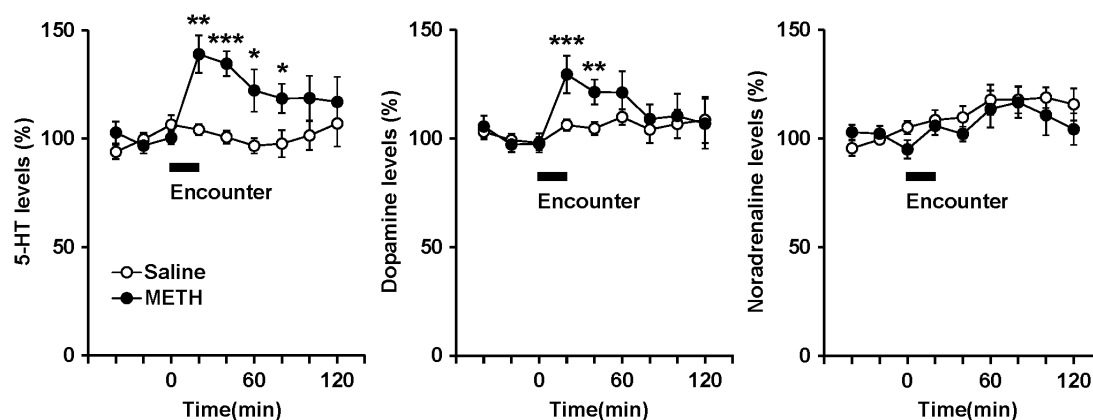 5-HT levels (%)
150
100
50
0
** *** * *
Encounter
Saline
METH
0 60 120
Time(min)
Dopamine levels (%)
150
100
50
0
*** **
Encounter
0 60 120
Time(min)
Noradrenaline levels (%)
150
100
50
0
Encounter
0 60 120
Time(min)